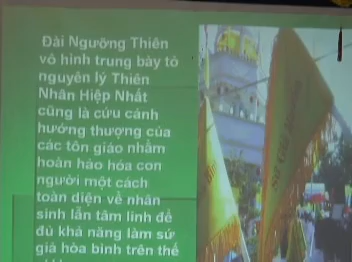 Đài Ngưỡng Thiên
vô hình trung bày tỏ
nguyên lý Thiên
Nhân Hiệp Nhất
cũng là cứu cánh
hướng thượng của
các tôn giáo nhằm
hoàn hảo hóa con
người một cách
toàn diện về nhân
sinh lẫn tâm linh để
đủ khả năng làm sứ
giả hòa bình trên thế